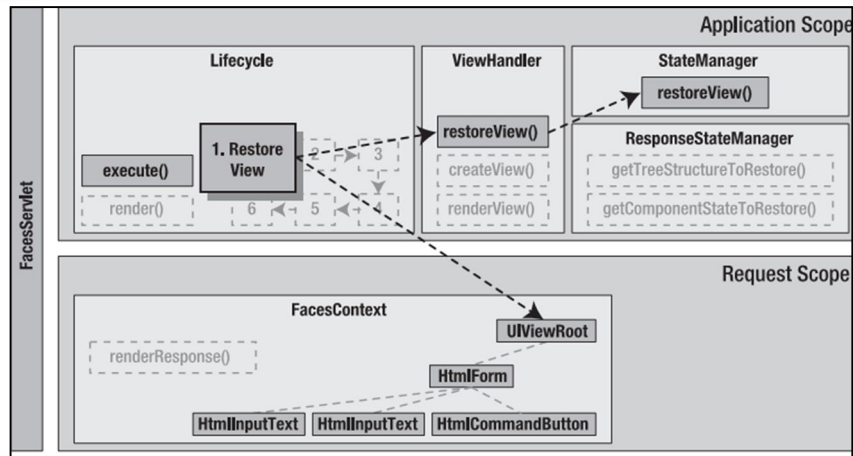 FacesServlet
Application Scope
Lifecycle
execute()
render()
1. Restore
View
2
3
4
5
6
ViewHandler
restoreView()
createView()
renderView()
StateManager
restoreView()
ResponseStateManager
getTreeStructureToRestore()
getComponentStateToRestore()
Request Scope
FacesContext
renderResponse()
UIViewRoot
HtmlForm
HtmlInputText
HtmlInputText
HtmlCommandButton